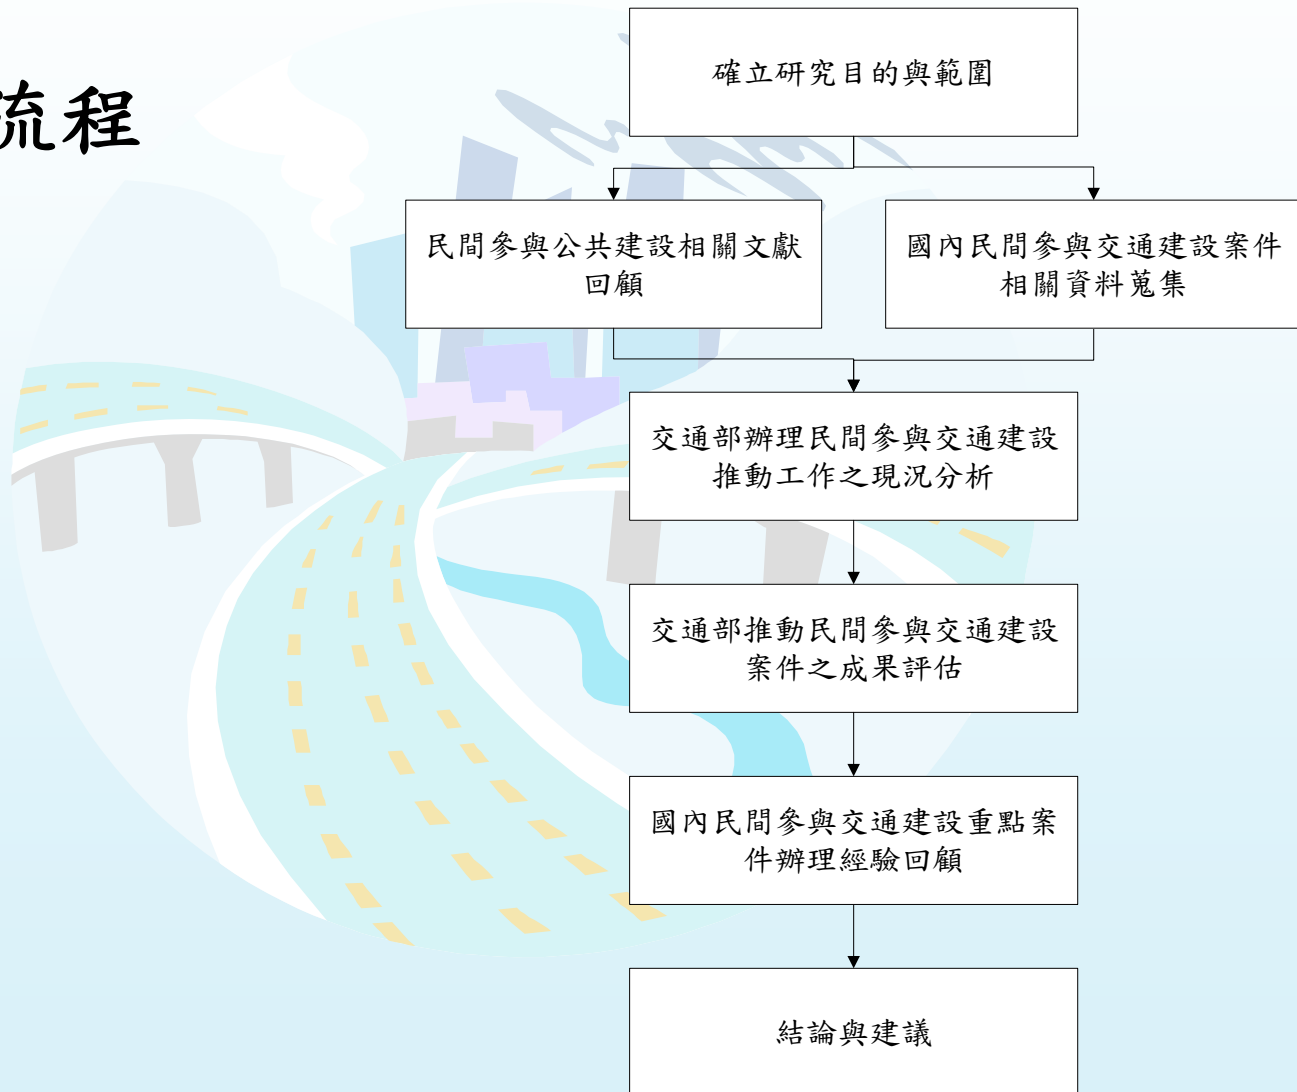 流程
確立研究目的與範圍
民間參與公共建設相關文獻
回顧
國內民間參與交通建設案件
相關資料蒐集
交通部辦理民間參與交通建設
推動工作之現況分析
交通部推動民間參與交通建設
案件之成果評估
國內民間參與交通建設重點案
件辦理經驗回顧
結論與建議